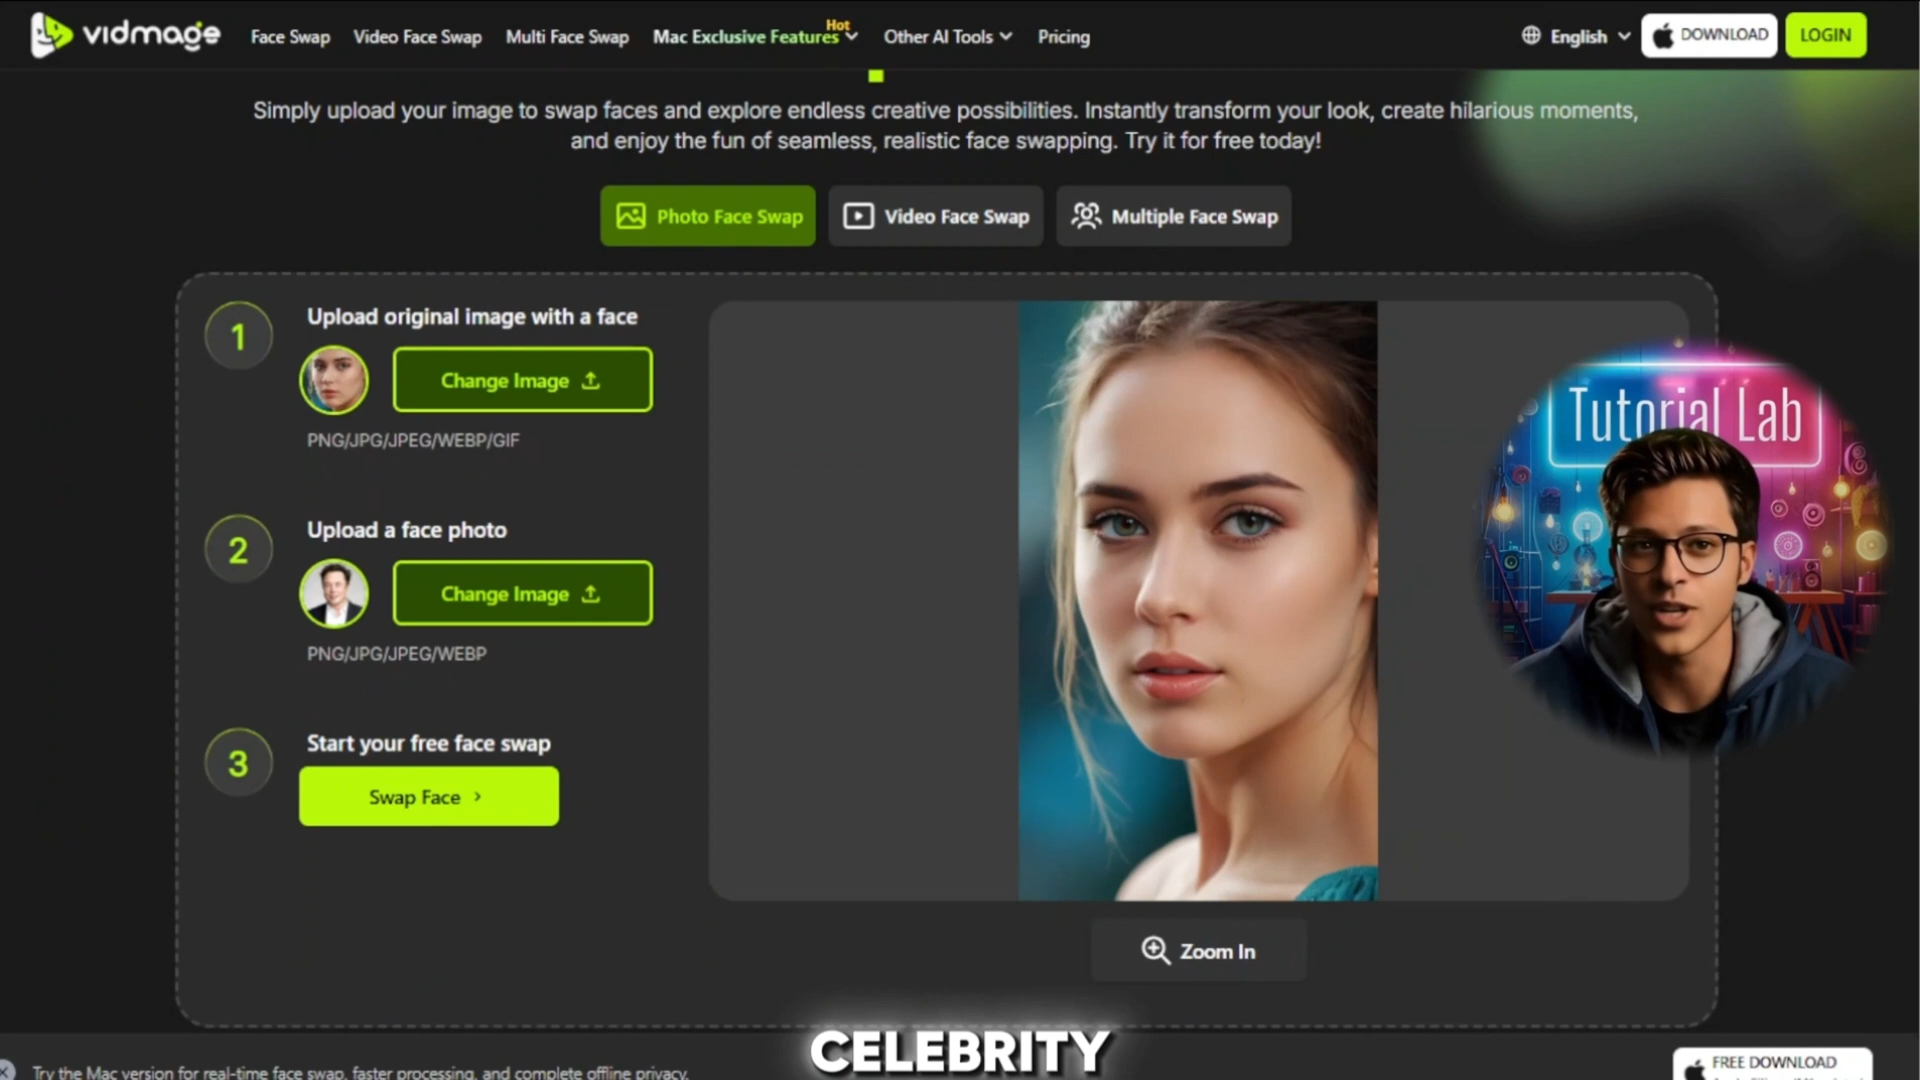 vidmage
Face Swap
Video Face Swap
Multi Face Swap
Mac Exclusive Features
Hot
Other AI Tools
Pricing
English
DOWNLOAD
LOGIN
Simply upload your image to swap faces and explore endless creative possibilities. Instantly transform your look, create hilarious moments,
and enjoy the fun of seamless, realistic face swapping. Try it for free today!
Photo Face Swap
Video Face Swap
Multiple Face Swap
1
Upload original image with a face
Change Image
PNG/JPG/JPEG/WEBP/GIF
2
Upload a face photo
Change Image
PNG/JPG/JPEG/WEBP
3
Start your free face swap
Swap Face
Tutorial Lab
Zoom In
CELEBRITY
Try the Mac version for real-time face swap, faster processing, and complete offline privacy.
FREE DOWNLOAD